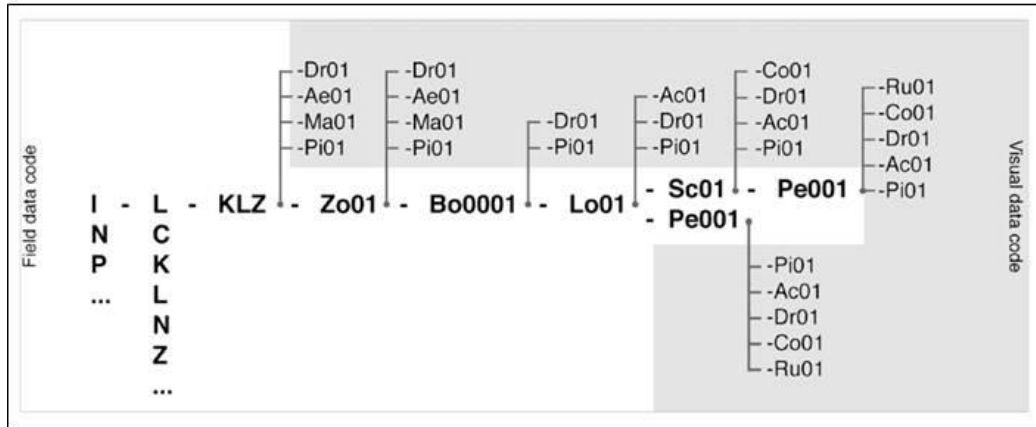 Field data code
Visual data code
-Dr01
-Ae01
-Ma01
-Pi01
-Dr01
-Ae01
-Ma01
-Pi01
-Dr01
-Pi01
-Ac01
-Dr01
-Pi01
-Co01
-Dr01
-Ac01
-Pi01
-Ru01
-Co01
-Dr01
-Ac01
-Pi01
I - L - KLZ - Zo01 - Bo0001 - Lo01 - Sc01 - Pe001
- Pe001
N C
P K
... L
N
Z
...
-Pi01
-Ac01
-Dr01
-Co01
-Ru01